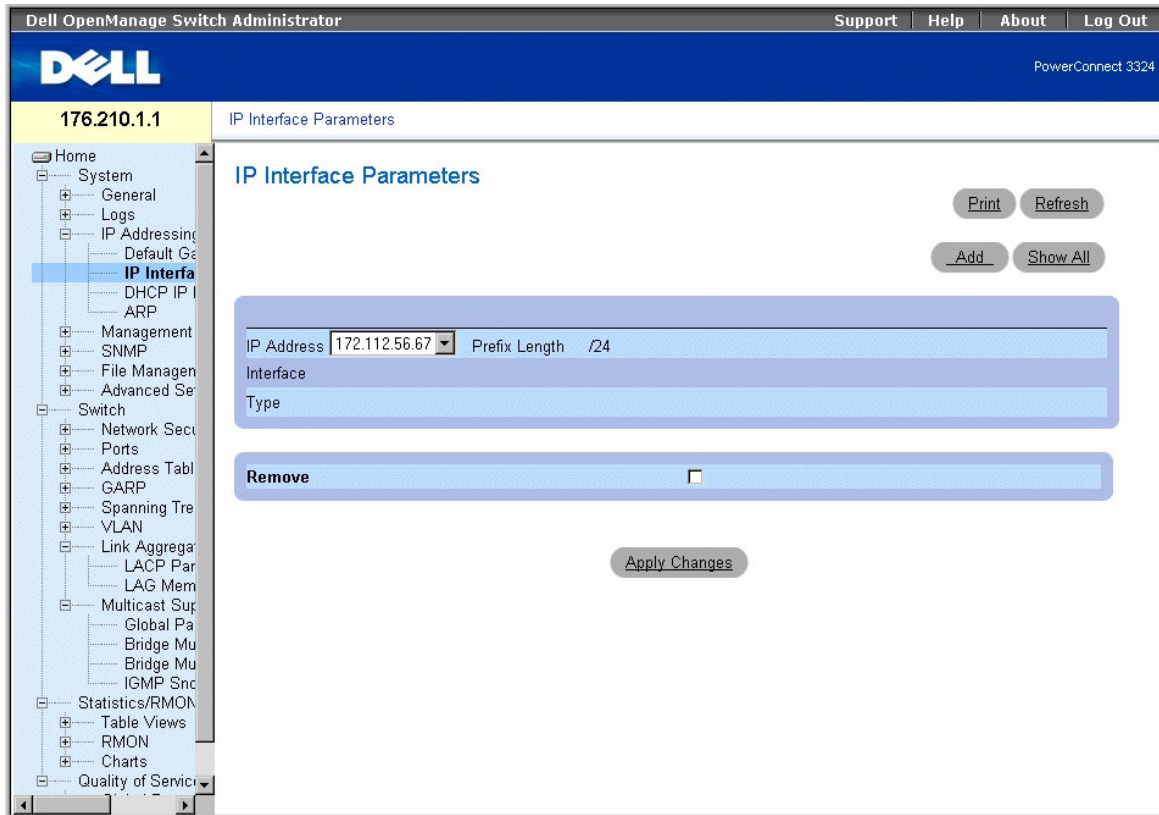 Dell OpenManage Switch Administrator Support Help About Log Out
DELL
PowerConnect 3324
176.210.1.1
IP Interface Parameters
Home
System
General
Logs
IP Addressing
Default Ga
IP Interfa
DHCP IP I
ARP
Management
SNMP
File Managen
Advanced Se
Switch
Network Secu
Ports
Address Tabl
GARP
Spanning Tre
VLAN
Link Aggrega
LACP Par
LAG Mem
Multicast Sup
Global Pa
Bridge Mu
Bridge Mu
IGMP Sno
Statistics/RMON
Table Views
RMON
Charts
Quality of Servic
IP Interface Parameters
Print Refresh
Add Show All
IP Address 172.112.56.67 Prefix Length /24
Interface
Type
Remove
Apply Changes